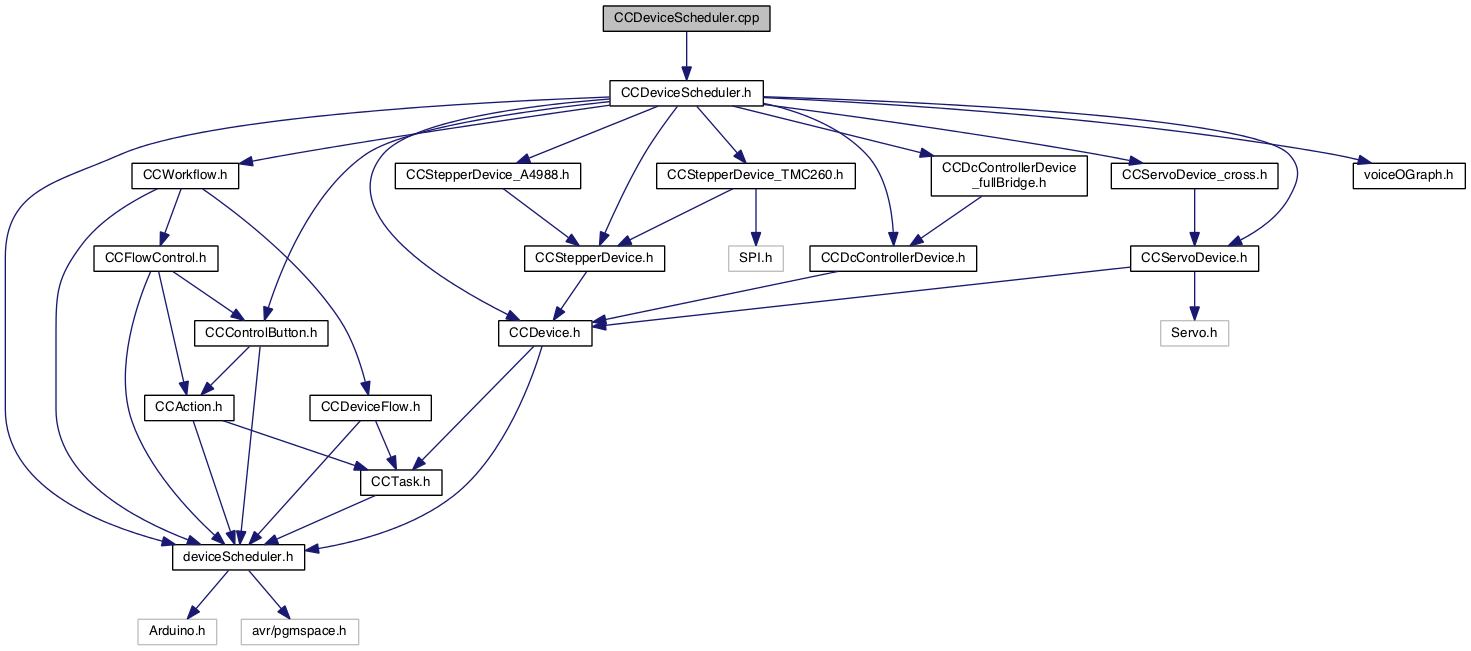 CCDeviceScheduler.cpp
CCDeviceScheduler.h
CCWorkflow.h
CCStepperDevice_A4988.h
CCStepperDevice_TMC260.h
CCDcControllerDevice
_fullBridge.h
CCServoDevice_cross.h
voiceOGraph.h
CCFlowControl.h
CCStepperDevice.h
SPI.h
CCDcControllerDevice.h
CCServoDevice.h
CCControlButton.h
CCDevice.h
Servo.h
CCAction.h
CCDeviceFlow.h
CCTask.h
deviceScheduler.h
Arduino.h
avr/pgmspace.h